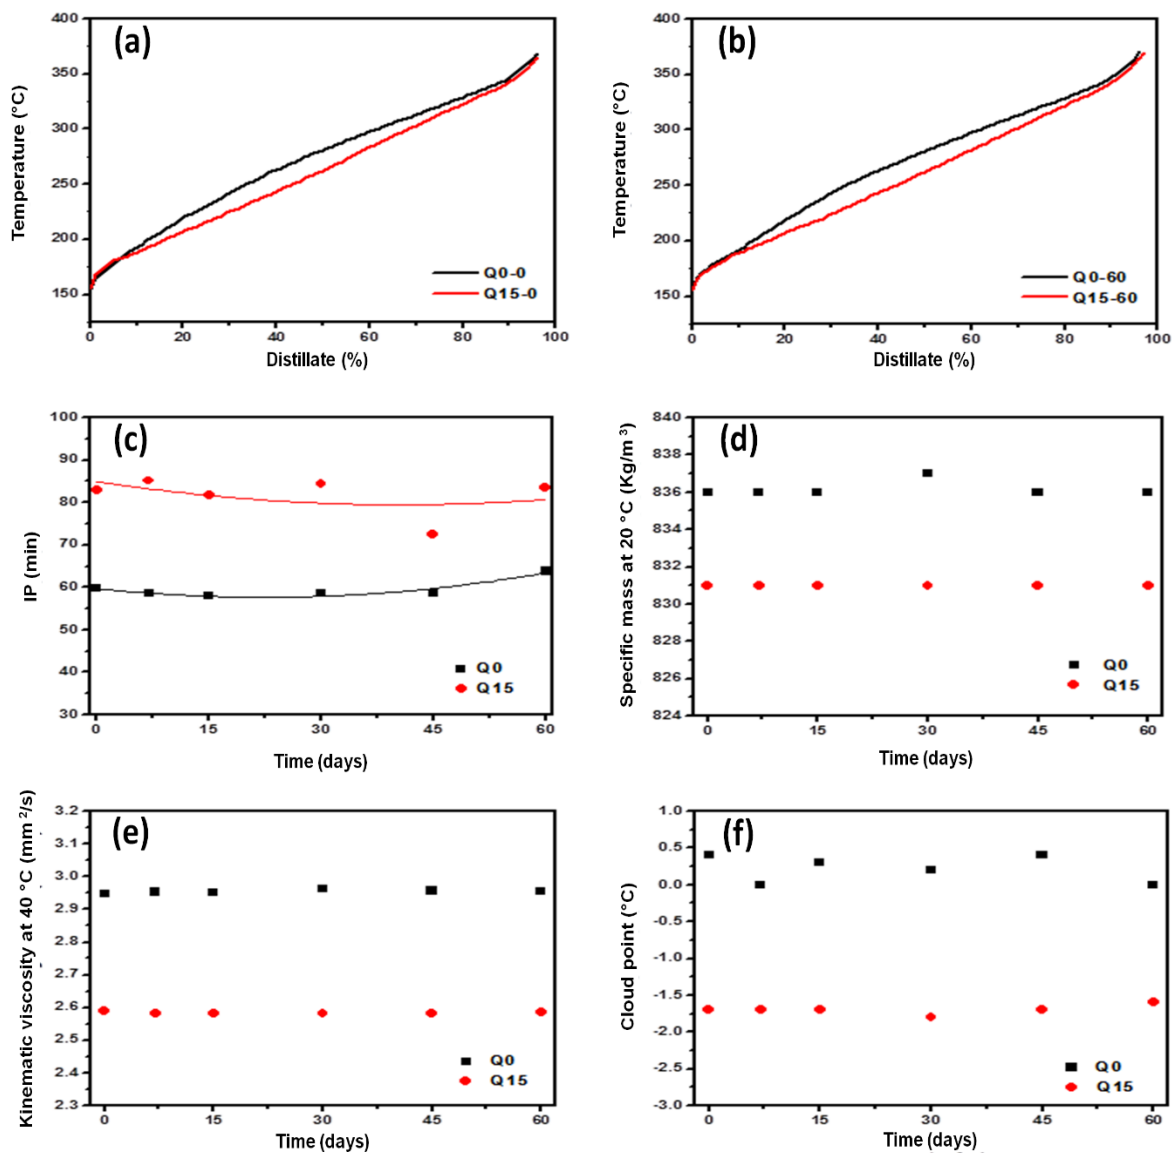 (a)
400
350
300
250
200
150
Temperature (°C)
0 20 40 60 80 100
Distillate (%)
Q0-0
Q15-0
(b)
400
350
300
250
200
150
Temperature (°C)
0 20 40 60 80 100
Distillate (%)
Q0-60
Q15-60
(c)
100
90
80
70
60
50
40
30
IP (min)
0 15 30 45 60
Time (days)
Q0
Q15
(d)
840
838
836
834
832
830
828
826
824
Specific mass at 20 °C (Kg/m³)
0 15 30 45 60
Time (days)
Q0
Q15
(e)
3.2
3.1
3.0
2.9
2.8
2.7
2.6
2.5
2.4
2.3
Kinematic viscosity at 40 °C (mm²/s)
0 15 30 45 60
Time (days)
Q0
Q15
(f)
1.0
0.5
0.0
-0.5
-1.0
-1.5
-2.0
-2.5
-3.0
Cloud point (°C)
0 15 30 45 60
Time (days)
Q0
Q15